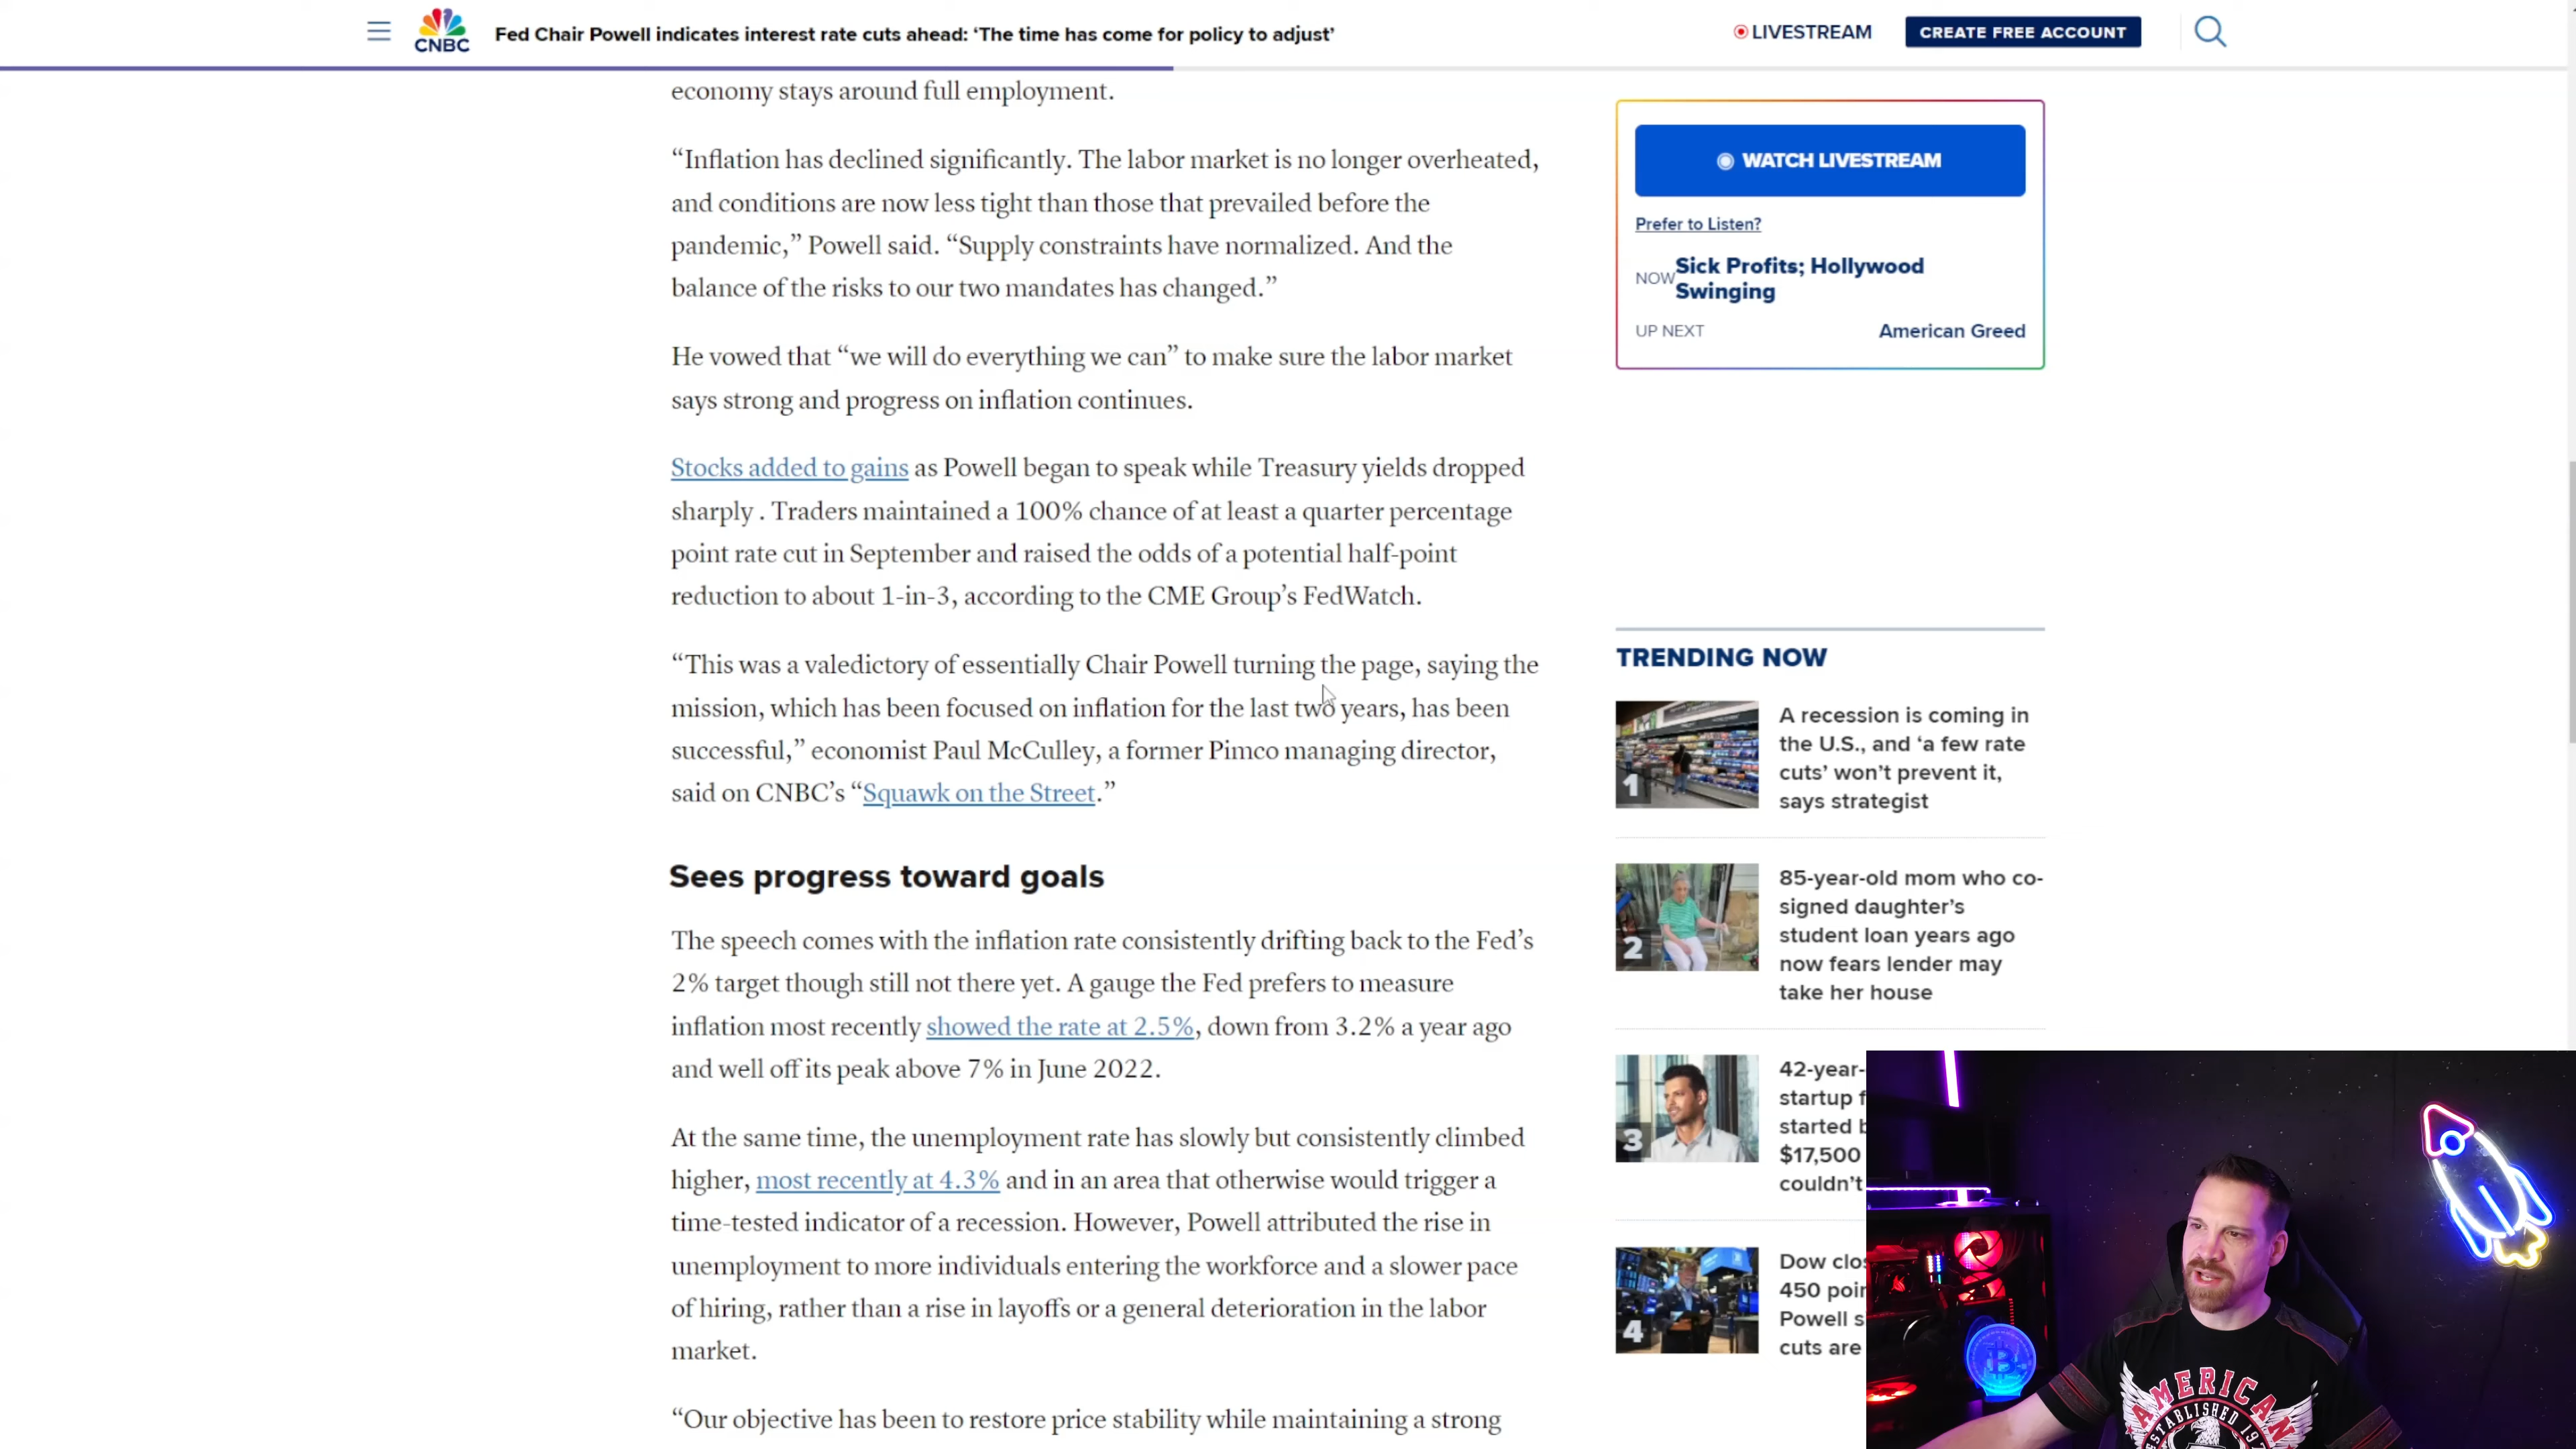 CNBC
Fed Chair Powell indicates interest rate cuts ahead: ‘The time has come for policy to adjust’
LIVESTREAM
CREATE FREE ACCOUNT
economy stays around full employment.
“Inflation has declined significantly. The labor market is no longer overheated,
and conditions are now less tight than those that prevailed before the
pandemic,” Powell said. “Supply constraints have normalized. And the
balance of the risks to our two mandates has changed.”
He vowed that “we will do everything we can” to make sure the labor market
says strong and progress on inflation continues.
Stocks added to gains as Powell began to speak while Treasury yields dropped
sharply . Traders maintained a 100% chance of at least a quarter percentage
point rate cut in September and raised the odds of a potential half-point
reduction to about 1-in-3, according to the CME Group’s FedWatch.
“This was a valedictory of essentially Chair Powell turning the page, saying the
mission, which has been focused on inflation for the last two years, has been
successful,” economist Paul McCulley, a former Pimco managing director,
said on CNBC’s “Squawk on the Street.”
Sees progress toward goals
The speech comes with the inflation rate consistently drifting back to the Fed’s
2% target though still not there yet. A gauge the Fed prefers to measure
inflation most recently showed the rate at 2.5%, down from 3.2% a year ago
and well off its peak above 7% in June 2022.
At the same time, the unemployment rate has slowly but consistently climbed
higher, most recently at 4.3% and in an area that otherwise would trigger a
time-tested indicator of a recession. However, Powell attributed the rise in
unemployment to more individuals entering the workforce and a slower pace
of hiring, rather than a rise in layoffs or a general deterioration in the labor
market.
“Our objective has been to restore price stability while maintaining a strong
WATCH LIVESTREAM
Prefer to Listen?
NOW
Sick Profits; Hollywood
Swinging
UP NEXT
American Greed
TRENDING NOW
1
A recession is coming in
the U.S., and ‘a few rate
cuts’ won’t prevent it,
says strategist
2
85-year-old mom who co-
signed daughter’s
student loan years ago
now fears lender may
take her house
3
42-year-
startup
started
$17,500
couldn’t
4
Dow
450
Powell
cuts are
AMERICAN
ESTABLISHED